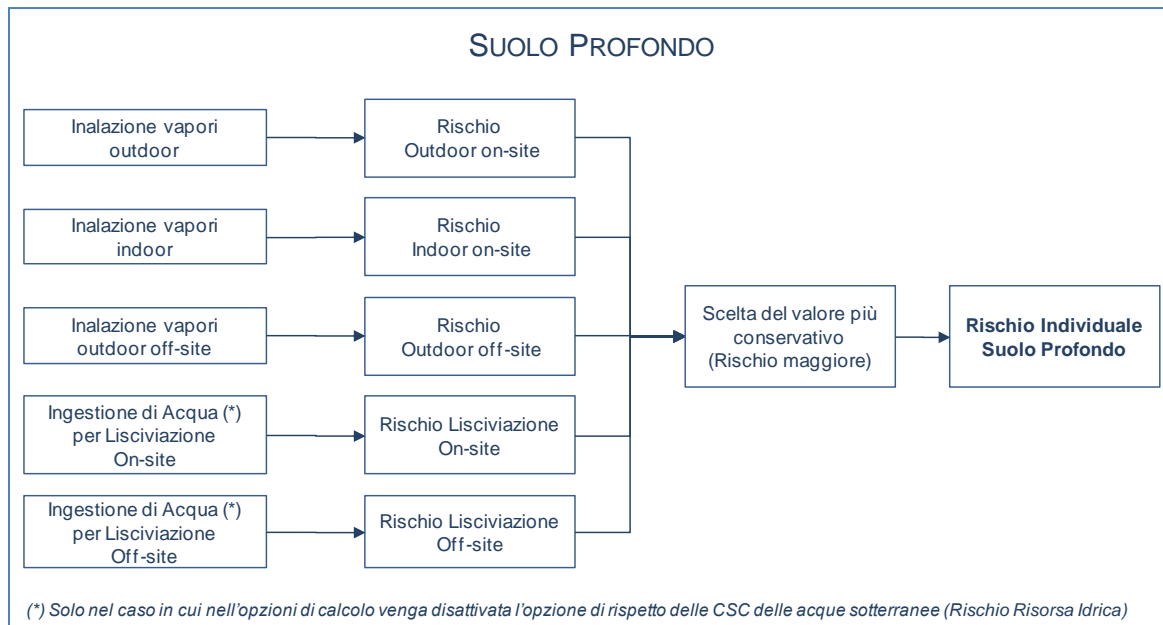 SUOLO PROFONDO
Inalazione vapori
outdoor
Rischio
Outdoor on-site
Inalazione vapori
indoor
Rischio
Indoor on-site
Inalazione vapori
outdoor off-site
Rischio
Outdoor off-site
Scelta del valore più
conservativo
(Rischio maggiore)
Rischio Individuale
Suolo Profondo
Ingestione di Acqua (*)
per Lisciviazione
On-site
Rischio Lisciviazione
On-site
Ingestione di Acqua (*)
per Lisciviazione
Off-site
Rischio Lisciviazione
Off-site
(*) Solo nel caso in cui nell'opzioni di calcolo venga disattivata l'opzione di rispetto delle CSC delle acque sotterranee (Rischio Risorsa Idrica)